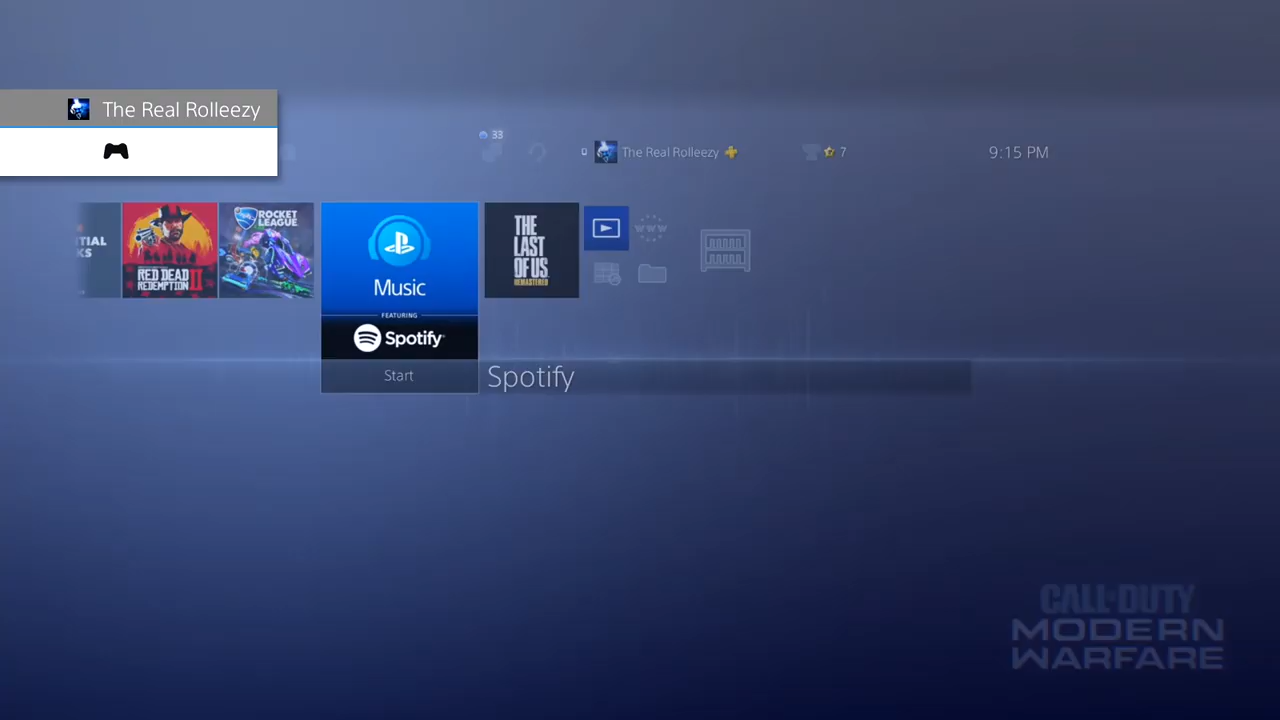 The Real Rolleezy
33
The Real Rolleezy
7
9:15 PM
TIAL
KS
RED DEAD
REDEMPTION II
ROCKET
LEAGUE
Music
FEATURING
Spotify
Start
Spotify
THE
LAST
OF US
REMASTERED
WWW
CALL OF DUTY
MODERN
WARFARE